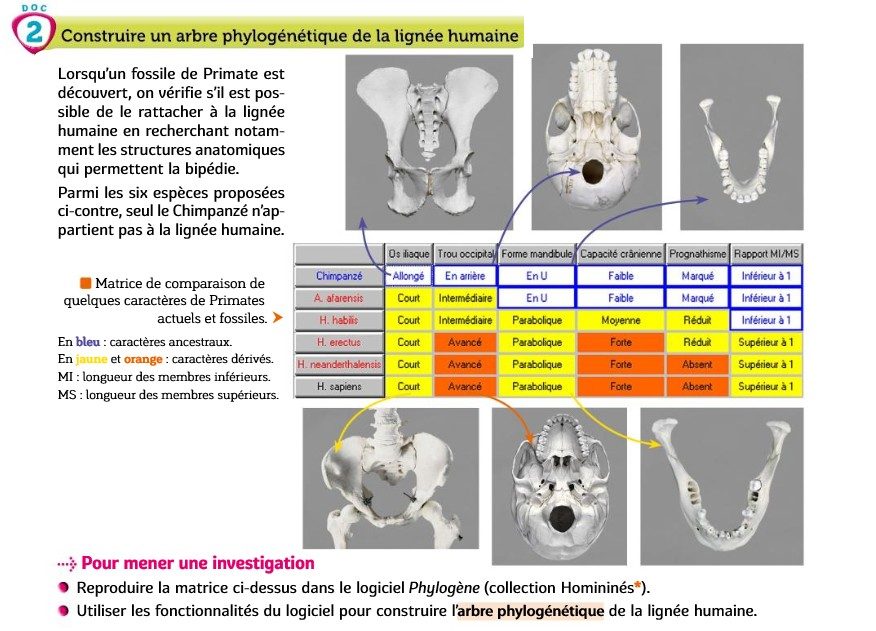 DOC
2
Construire un arbre phylogénétique de la lignée humaine
Lorsqu'un fossile de Primate est
découvert, on vérifie s'il est pos-
sible de le rattacher à la lignée
humaine en recherchant notam-
ment les structures anatomiques
qui permettent la bipédie.
Parmi les six espèces proposées
ci-contre, seul le Chimpanzé n'ap-
partient pas à la lignée humaine.
Matrice de comparaison de
quelques caractères de Primates
actuels et fossiles.
En bleu : caractères ancestraux.
En jaune et orange : caractères dérivés.
MI : longueur des membres inférieurs.
MS : longueur des membres supérieurs.
Os iliaque Trou occipital Forme mandibule Capacité crânienne Prognathisme Rapport MI/MS
Chimpanzé Allongé En arrière En U Faible Marqué Inférieur à 1
A. afarensis Court Intermédiaire En U Faible Marqué Inférieur à 1
H. habilis Court Intermédiaire Parabolique Moyenne Réduit Inférieur à 1
H. erectus Court Avancé Parabolique Forte Réduit Supérieur à 1
H. neanderthalensis Court Avancé Parabolique Forte Absent Supérieur à 1
H. sapiens Court Avancé Parabolique Forte Absent Supérieur à 1
Pour mener une investigation
Reproduire la matrice ci-dessus dans le logiciel Phylogène (collection Homininés*).
Utiliser les fonctionnalités du logiciel pour construire l'arbre phylogénétique de la lignée humaine.